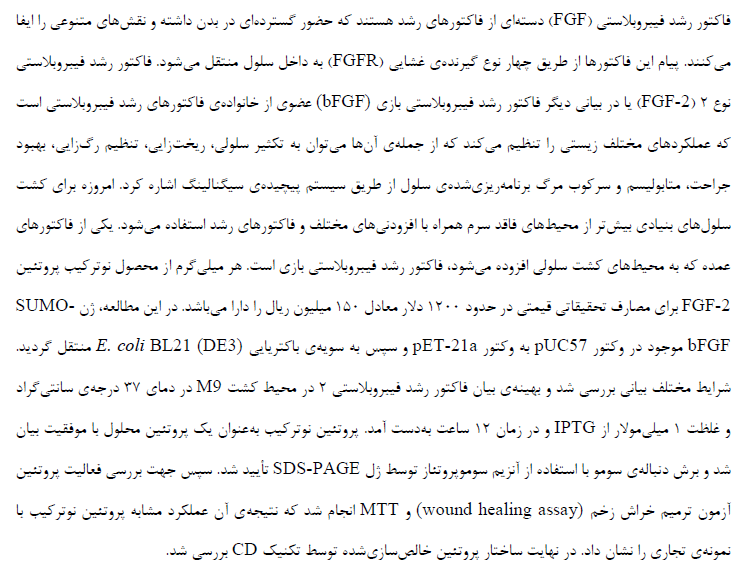 فاکتور رشد فیبروبلاستی (FGF) دسته‌ای از فاکتورهای رشد هستند که حضور گسترده‌ای در بدن داشته و نقش‌های متنوعی را ایفا
می‌کنند. پیام این فاکتورها از طریق چهار نوع گیرنده‌ی غشایی (FGFR) به داخل سلول منتقل می‌شود. فاکتور رشد فیبروبلاستی
نوع ۲ (FGF-2) یا در بیانی دیگر فاکتور رشد فیبروبلاستی بازی (bFGF) عضوی از خانواده‌ی فاکتورهای رشد فیبروبلاستی است
که عملکردهای مختلف زیستی را تنظیم می‌کند که از جمله‌ی آن‌ها می‌توان به تکثیر سلولی، ریخت‌زایی، تنظیم رگ‌زایی، بهبود
جراحت، متابولیسم و سرکوب مرگ برنامه‌ریزی‌شده‌ی سلول از طریق سیستم پیچیده‌ی سیگنالینگ اشاره کرد. امروزه برای کشت
سلول‌های بنیادی بیش‌تر از محیط‌های فاقد سرم همراه با افزودنی‌های مختلف و فاکتورهای رشد استفاده می‌شود. یکی از فاکتورهای
عمده که به محیط‌های کشت سلولی افزوده می‌شود، فاکتور رشد فیبروبلاستی بازی است. هر میلی‌گرم از محصول نوترکیب پروتئین
FGF-2 برای مصارف تحقیقاتی قیمتی در حدود ۱۲۰۰ دلار معادل ۱۵۰ میلیون ریال را دارا می‌باشد. در این مطالعه، ژن SUMO-
bFGF موجود در وکتور pUC57 به وکتور pET-21a و سپس به سویه‌ی باکتریایی E. coli BL21 (DE3) منتقل گردید.
شرایط مختلف بیانی بررسی شد و بهینه‌ی بیان فاکتور رشد فیبروبلاستی ۲ در محیط کشت M9 در دمای ۳۷ درجه‌ی سانتی‌گراد
و غلظت ۱ میلی‌مولار از IPTG و در زمان ۱۲ ساعت به‌دست آمد. پروتئین نوترکیب به‌عنوان یک پروتئین محلول با موفقیت بیان
شد و برش دنباله‌ی سومو با استفاده از آنزیم سوموپروتئاز توسط ژل SDS-PAGE تأیید شد. سپس جهت بررسی فعالیت پروتئین
آزمون ترمیم خراش زخم (wound healing assay) و MTT انجام شد که نتیجه‌ی آن عملکرد مشابه پروتئین نوترکیب با
نمونه‌ی تجاری را نشان داد. در نهایت ساختار پروتئین خالص‌سازی‌شده توسط تکنیک CD بررسی شد.